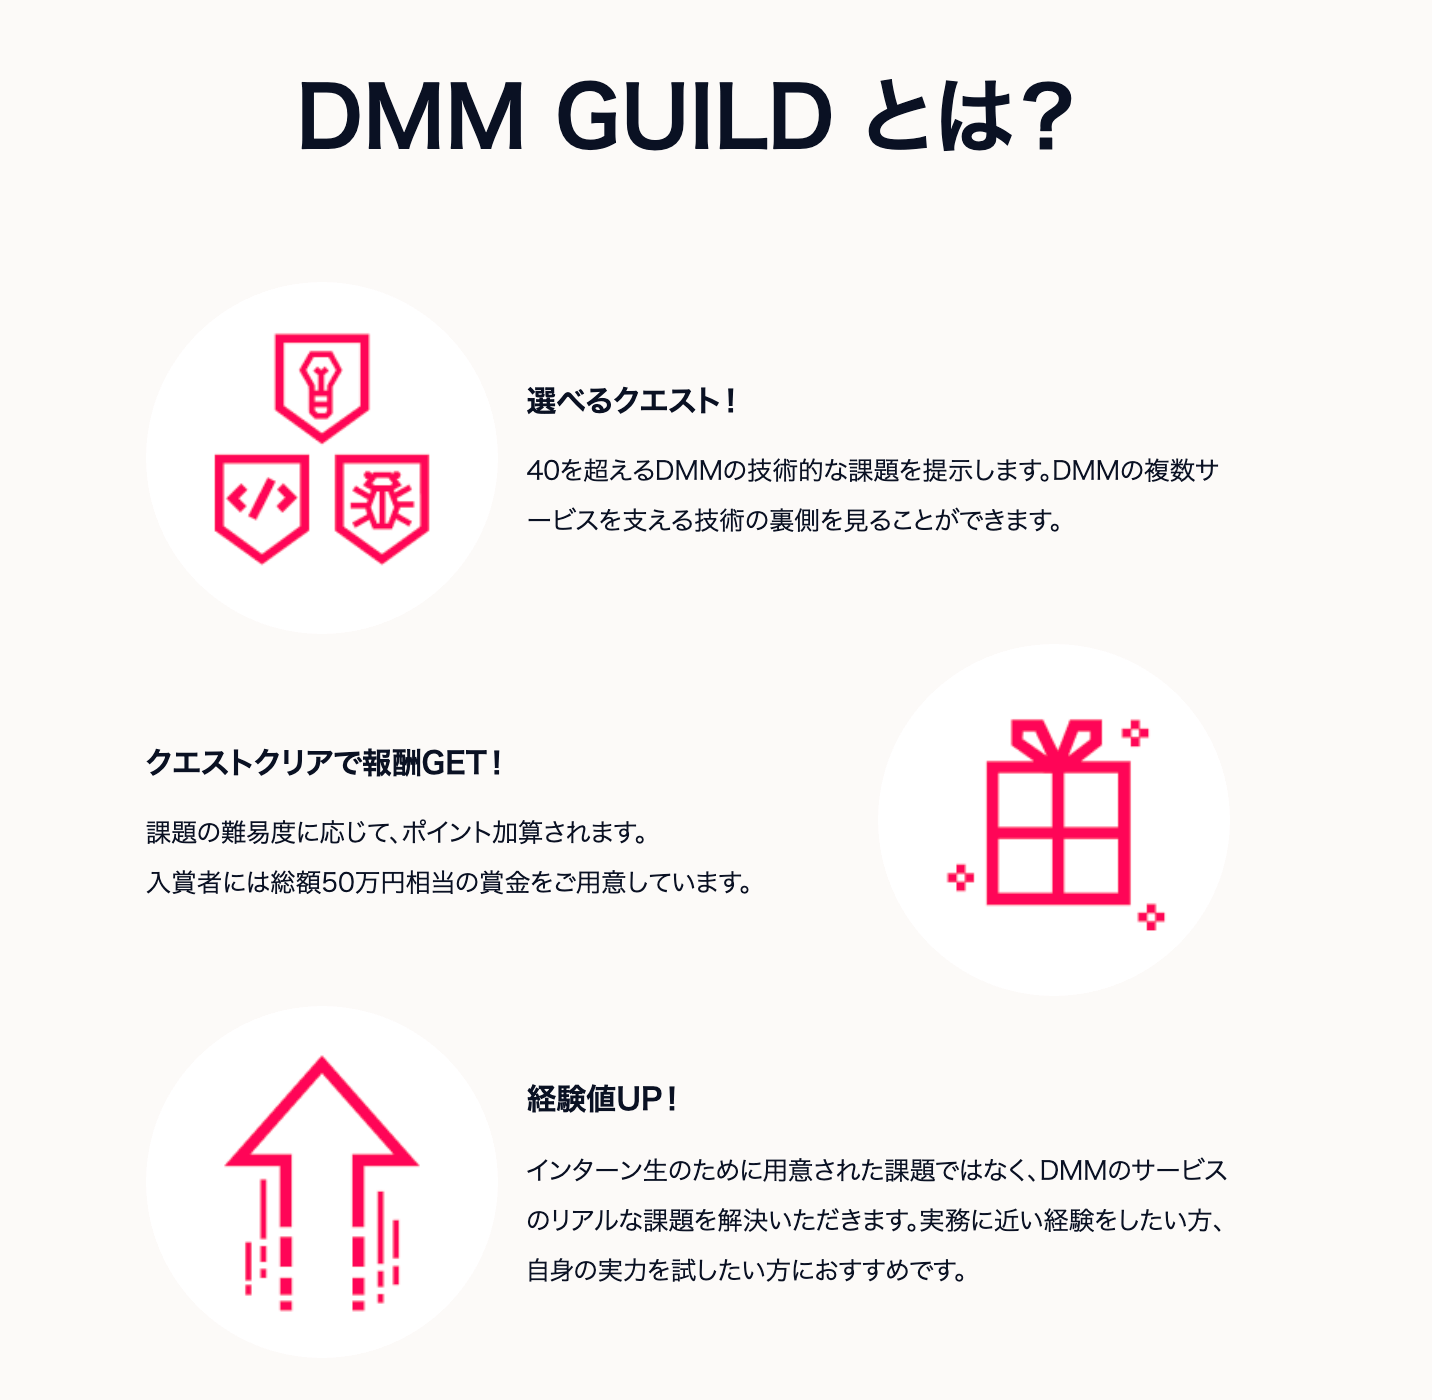 DMM GUILD とは？
選べるクエスト！
40を超えるDMMの技術的な課題を提示します。DMMの複数サ
ービスを支える技術の裏側を見ることができます。
クエストクリアで報酬GET！
課題の難易度に応じて、ポイント加算されます。
入賞者には総額50万円相当の賞金をご用意しています。
経験値UP！
インターン生のために用意された課題ではなく、DMMのサービス
のリアルな課題を解決いただきます。実務に近い経験をしたい方、
自身の実力を試したい方におすすめです。